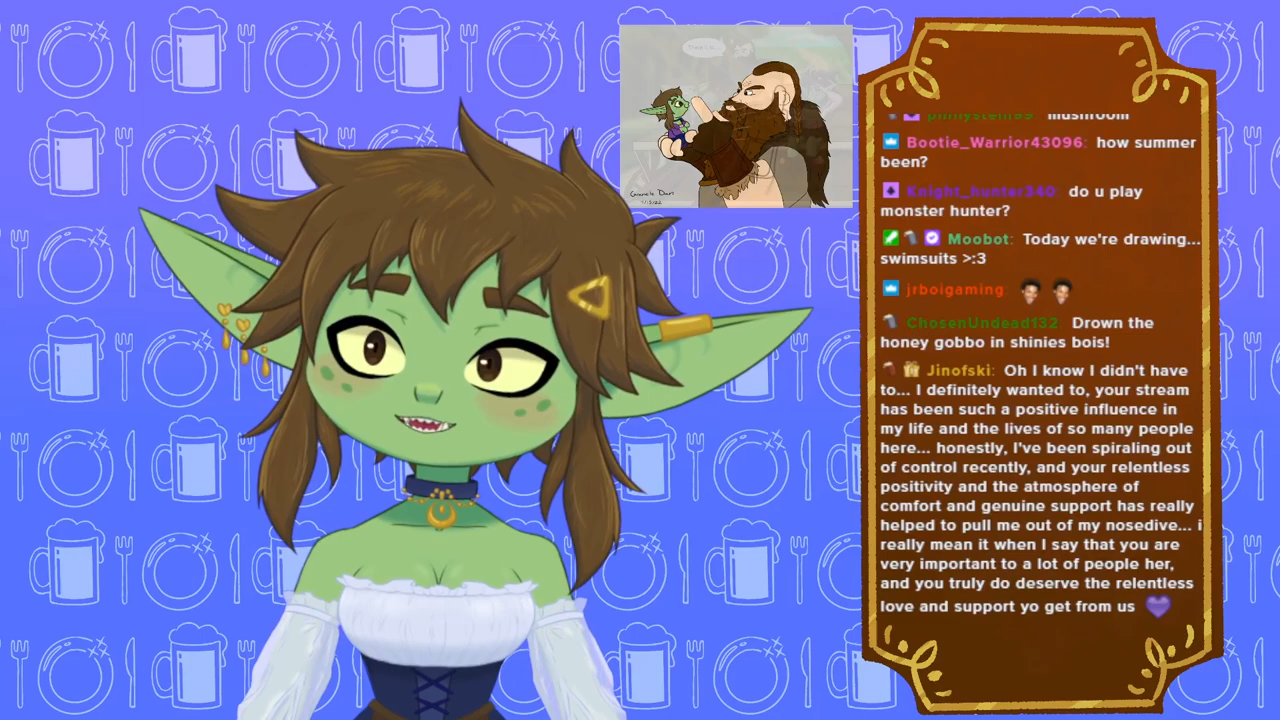 phnystein99: mushroom
Bootie_Warrior43096: how summer
been?
Knight_hunter340: do u play
monster hunter?
Moobot: Today we're drawing...
swimsuits >:3
jrboigaming:
ChosenUndead132: Drown the
honey gobbo in shinies bois!
Jinofski: Oh I know I didn't have
to... I definitely wanted to, your stream
has been such a positive influence in
my life and the lives of so many people
here... honestly, I've been spiraling out
of control recently, and your relentless
positivity and the atmosphere of
comfort and genuine support has really
helped to pull me out of my nosedive... i
really mean it when I say that you are
very important to a lot of people her,
and you truly do deserve the relentless
love and support yo get from us